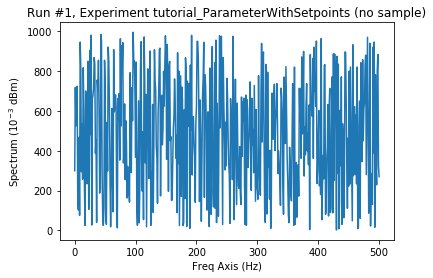 Run #1, Experiment tutorial_ParameterWithSetpoints (no sample)
1000
800
600
400
200
0
Spectrum (10⁻³ dBm)
0 100 200 300 400 500
Freq Axis (Hz)